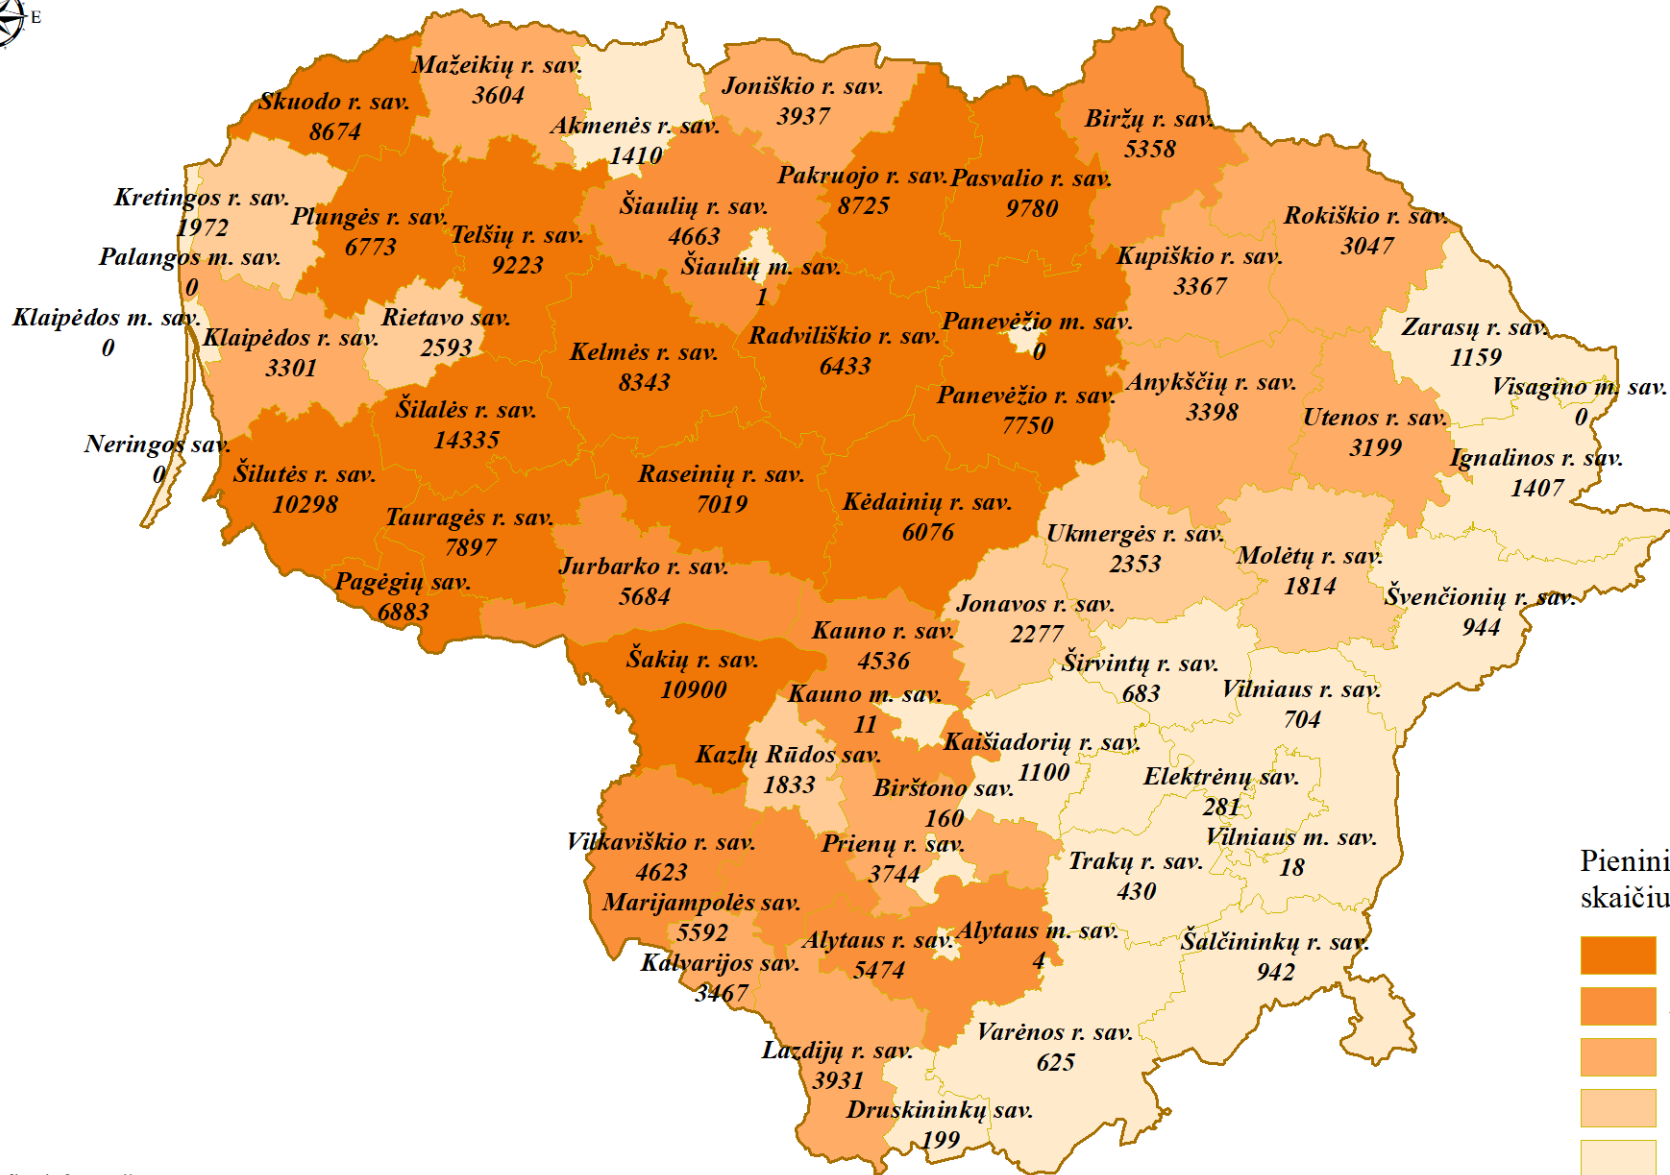 E
Mažeikių r. sav.
3604
Skuodo r. sav.
8674
Akmenės r. sav.
1410
Joniškio r. sav.
3937
Biržų r. sav.
5358
Kretingos r. sav.
1972
Plungės r. sav.
6773
Telšių r. sav.
9223
Šiaulių r. sav.
4663
Pakruojo r. sav.
8725
Pasvalio r. sav.
9780
Rokiškio r. sav.
3047
Palangos m. sav.
0
Šiaulių m. sav.
1
Kupiškio r. sav.
3367
Klaipėdos m. sav.
0
Klaipėdos r. sav.
3301
Rietavo sav.
2593
Kelmės r. sav.
8343
Radviliškio r. sav.
6433
Panevėžio m. sav.
0
Zarasų r. sav.
1159
Neringos sav.
0
Šilalės r. sav.
14335
Panevėžio r. sav.
7750
Anykščių r. sav.
3398
Utenos r. sav.
3199
Visagino m. sav.
0
Ignalinos r. sav.
1407
Šilutės r. sav.
10298
Tauragės r. sav.
7897
Raseinių r. sav.
7019
Kėdainių r. sav.
6076
Ukmergės r. sav.
2353
Molėtų r. sav.
1814
Švenčionių r. sav.
944
Pagėgių sav.
6883
Jurbarko r. sav.
5684
Jonavos r. sav.
2277
Kauno r. sav.
4536
Širvintų r. sav.
683
Vilniaus r. sav.
704
Šakių r. sav.
10900
Kauno m. sav.
11
Kaišiadorių r. sav.
1100
Kazlų Rūdos sav.
1833
Birštono sav.
160
Elektrėnų sav.
281
Vilniaus m. sav.
18
Vilkaviškio r. sav.
4623
Prienų r. sav.
3744
Trakų r. sav.
430
Marijampolės sav.
5592
Alytaus r. sav.
5474
Alytaus m. sav.
4
Šalčininkų r. sav.
942
Kalvarijos sav.
3467
Lazdijų r. sav.
3931
Varėnos r. sav.
625
Druskininkų sav.
199
Pienini
skaičiu